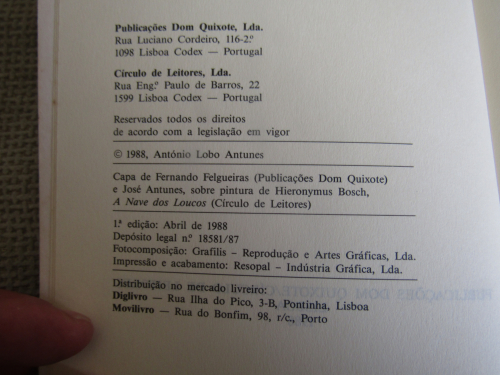 Publicações Dom Quixote, Lda.
Rua Luciano Cordeiro, 116-2.º
1098 Lisboa Codex — Portugal
Círculo de Leitores, Lda.
Rua Eng.º Paulo de Barros, 22
1599 Lisboa Codex — Portugal
Reservados todos os direitos
de acordo com a legislação em vigor
© 1988, António Lobo Antunes
Capa de Fernando Felgueiras (Publicações Dom Quixote)
e José Antunes, sobre pintura de Hieronymus Bosch,
A Nave dos Loucos (Círculo de Leitores)
1.ª edição: Abril de 1988
Depósito legal n.º 18581/87
Fotocomposição: Grafilis – Reprodução e Artes Gráficas, Lda.
Impressão e acabamento: Resopal – Indústria Gráfica, Lda.
Distribuição no mercado livreiro:
Diglivro — Rua Ilha do Pico, 3-B, Pontinha, Lisboa
Movilivro — Rua do Bonfim, 98, r/c., Porto